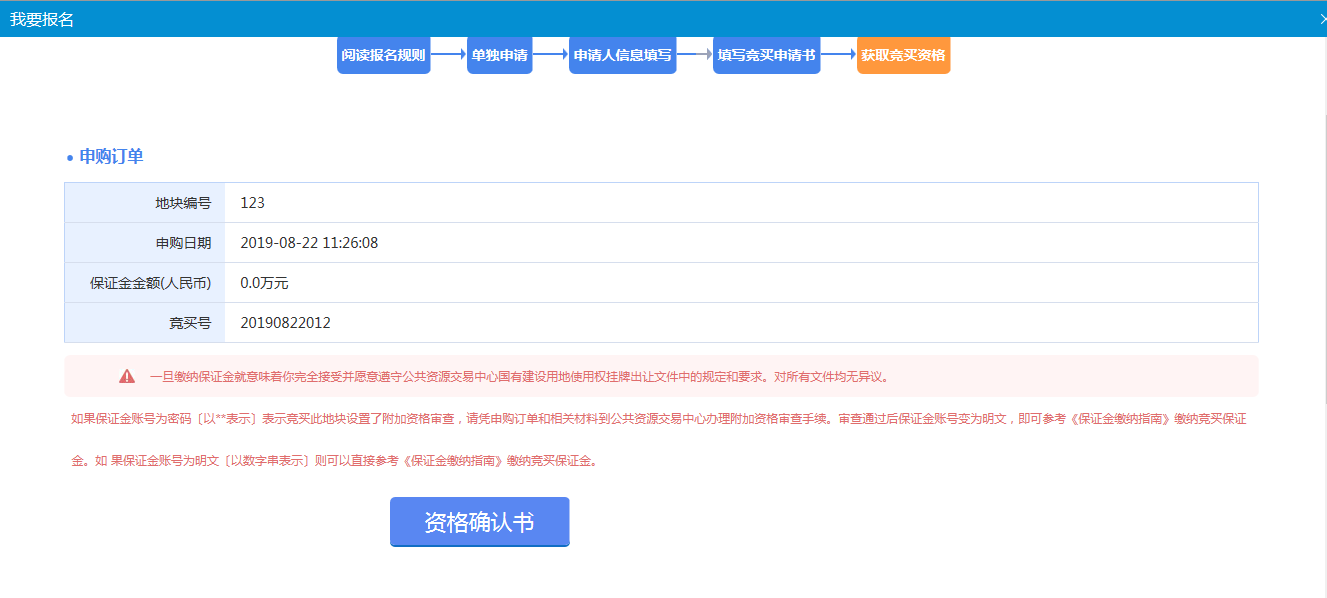 我要报名
阅读报名规则 单独申请 申请人信息填写 填写竞买申请书 获取竞买资格
申购订单
地块编号 123
申购日期 2019-08-22 11:26:08
保证金金额(人民币) 0.0万元
竞买号 20190822012
一旦缴纳保证金就意味着你完全接受并愿意遵守公共资源交易中心国有建设用地使用权挂牌出让文件中的规定和要求。对所有文件均无异议。
如果保证金账号为密码〔以**表示〕表示竞买此地块设置了附加资格审查，请凭申购订单和相关材料到公共资源交易中心办理附加资格审查手续。审查通过后保证金账号变为明文，即可参考《保证金缴纳指南》缴纳竞买保证
金。如 果保证金账号为明文〔以数字串表示〕则可以直接参考《保证金缴纳指南》缴纳竞买保证金。
资格确认书